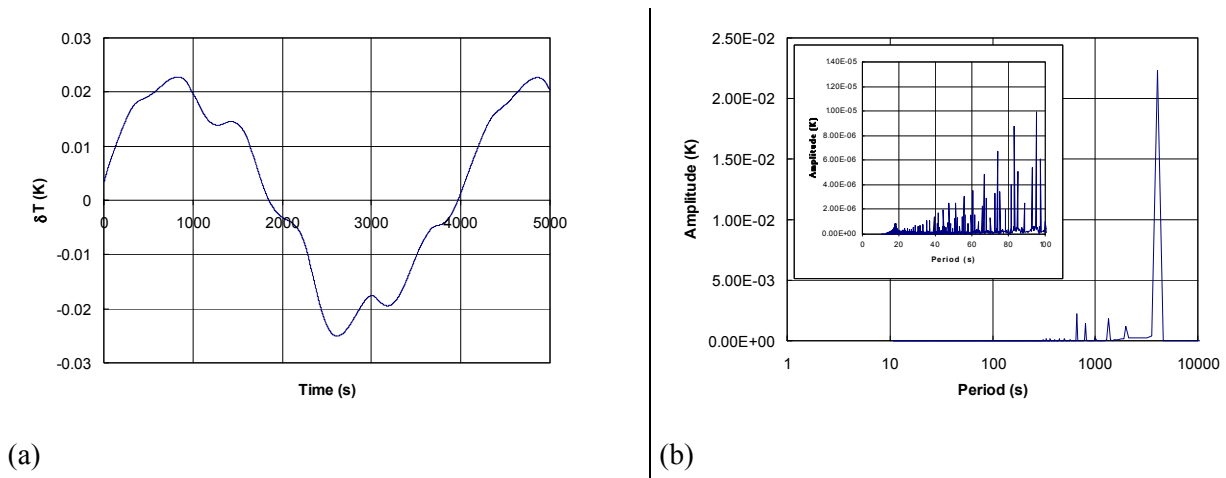 0.03
0.02
0.01
0
-0.01
-0.02
-0.03
0 1000 2000 3000 4000 5000
δT (K)
Time (s)
(a)
2.50E-02
2.00E-02
1.50E-02
1.00E-02
5.00E-03
0.00E+00
1 10 100 1000 10000
Amplitude (K)
Period (s)
1.40E-05
1.20E-05
1.00E-05
8.00E-06
6.00E-06
4.00E-06
2.00E-06
0.00E+00
0 20 40 60 80 100
Amplitude (K)
Period (s)
(b)